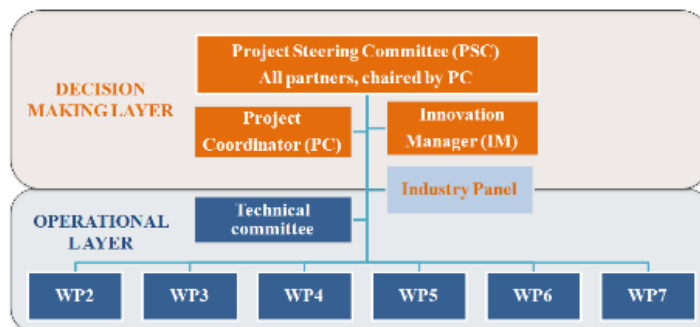 Project Steering Committee (PSC)
All partners, chaired by PC
DECISION
MAKING LAYER
Project
Coordinator (PC)
Innovation
Manager (IM)
Industry Panel
OPERATIONAL
LAYER
Technical
committee
WP2
WP3
WP4
WP5
WP6
WP7